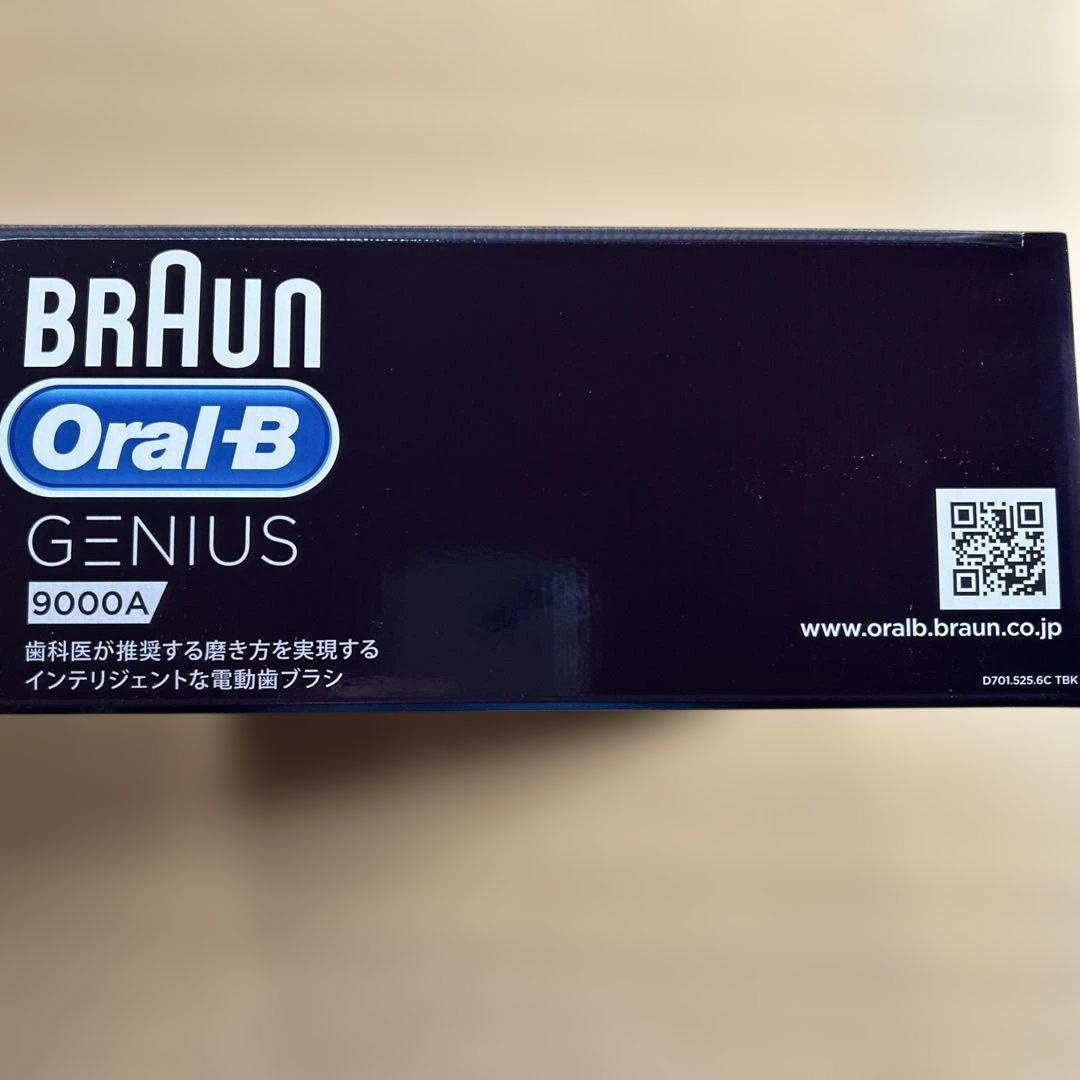 BRAUN
Oral-B
GENIUS
9000A
歯科医が推奨する磨き方を実現する
インテリジェントな電動歯ブラシ
www.oralb.braun.co.jp
D701.525.6C TBK